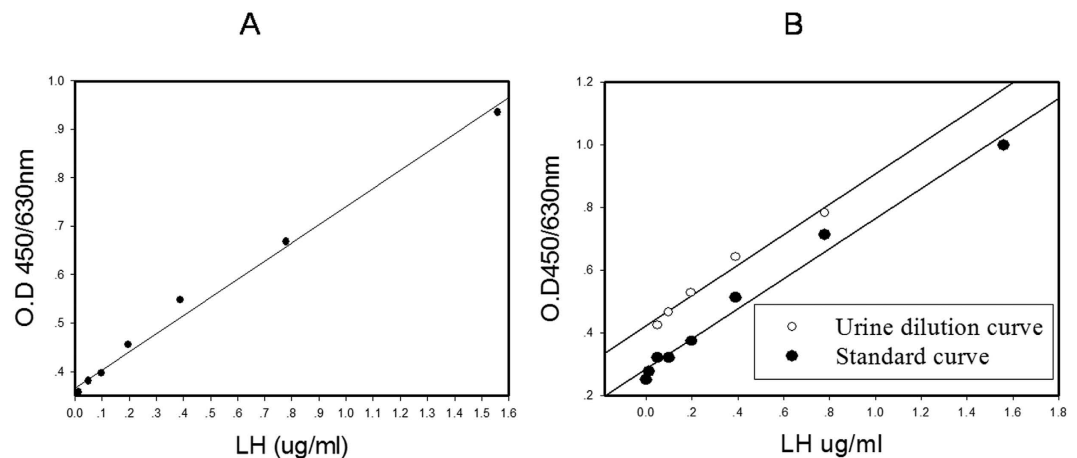 A
O.D 450/630nm
1.0
.9
.8
.7
.6
.5
.4
0.0 .1 .2 .3 .4 .5 .6 .7 .8 .9 1.0 1.1 1.2 1.3 1.4 1.5 1.6
LH (ug/ml)
B
O.D450/630nm
1.2
1.0
.8
.6
.4
.2
Urine dilution curve
Standard curve
0.0 .2 .4 .6 .8 1.0 1.2 1.4 1.6 1.8
LH ug/ml